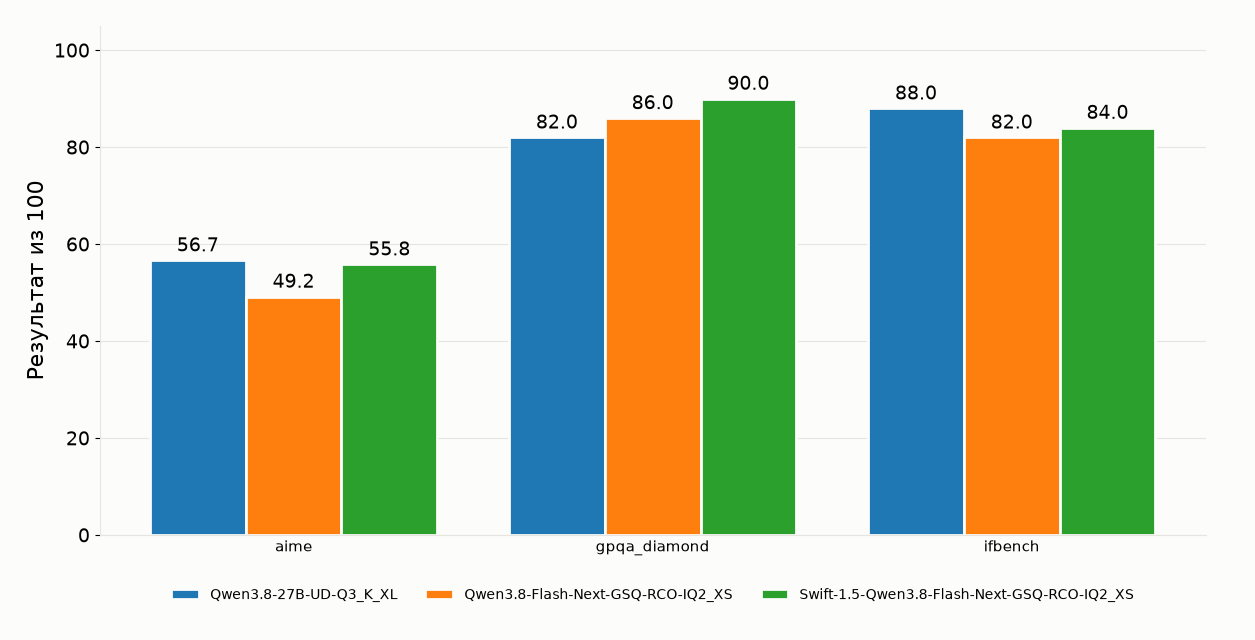 Результат из 100
100
80
60
40
20
0
56.7
49.2
55.8
82.0
86.0
90.0
88.0
82.0
84.0
aime
gpqa_diamond
ifbench
Qwen3.8-27B-UD-Q3_K_XL
Qwen3.8-Flash-Next-GSQ-RCO-IQ2_XS
Swift-1.5-Qwen3.8-Flash-Next-GSQ-RCO-IQ2_XS